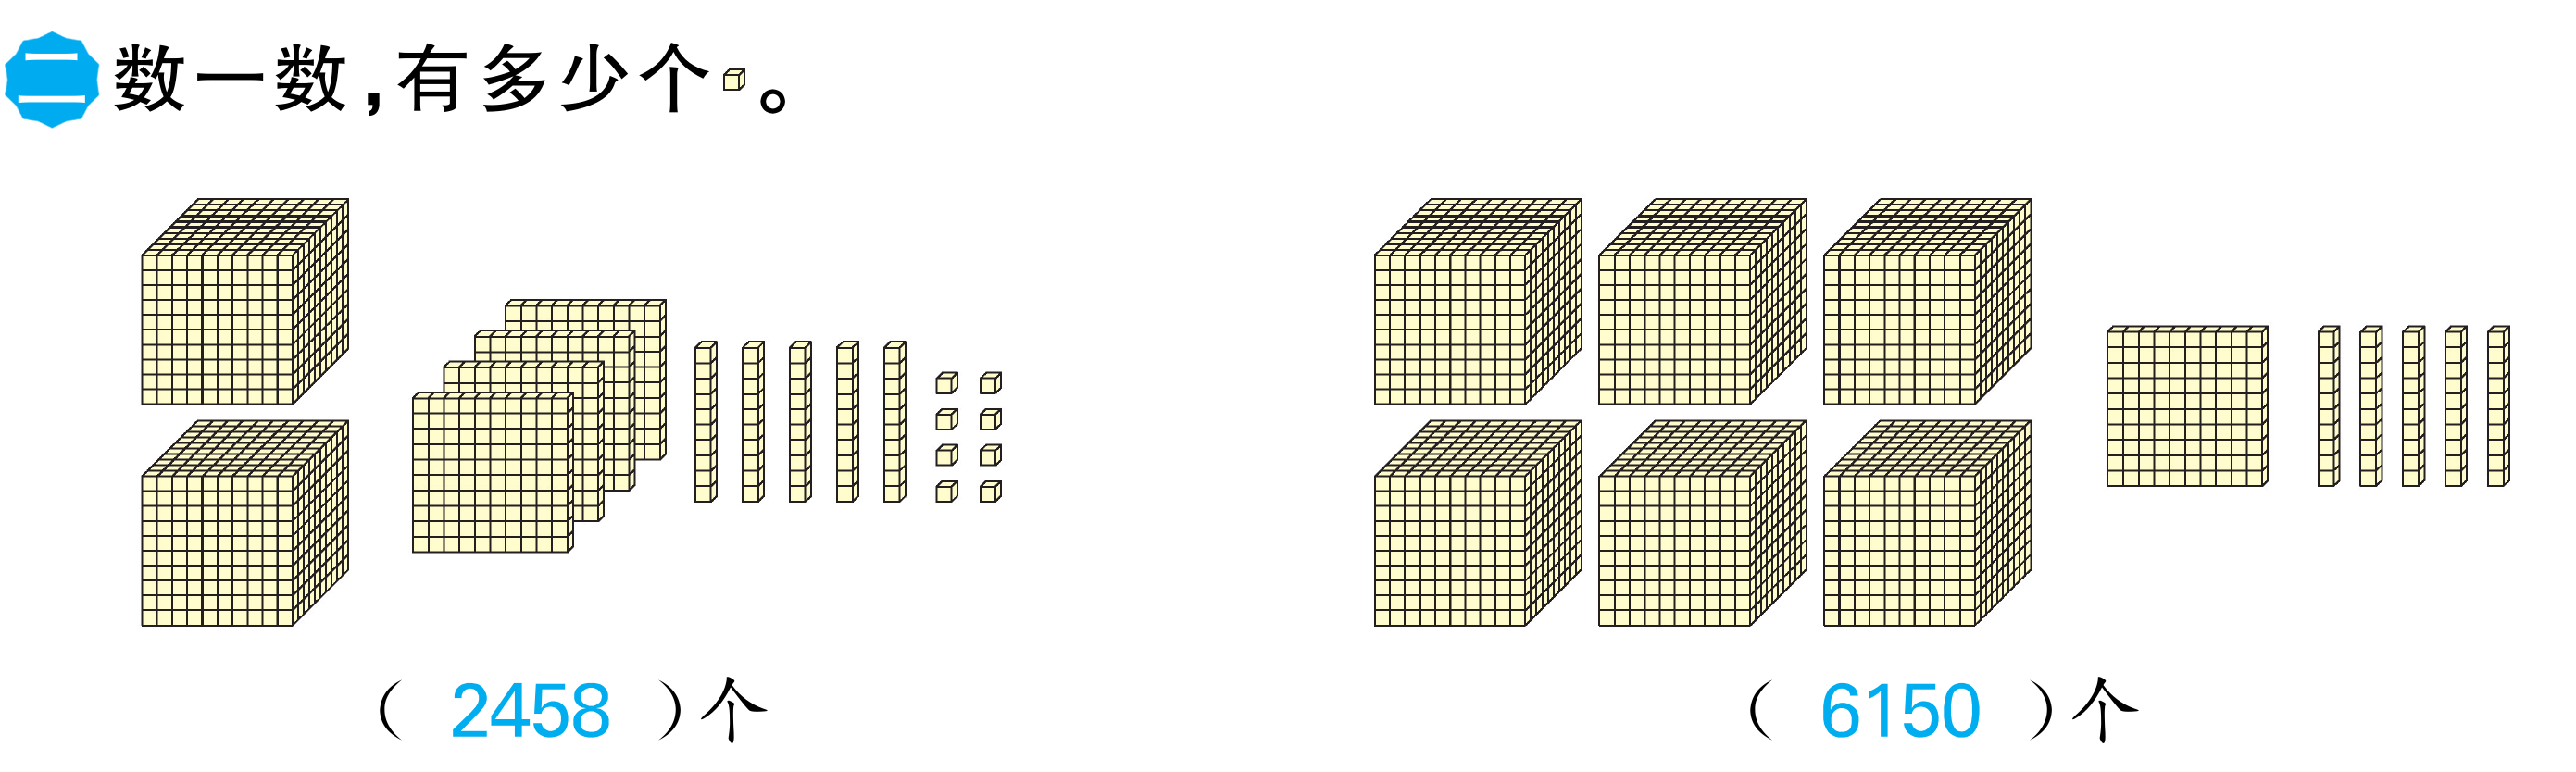 二 数一数,有多少个 。
( 2458 )个 ( 6150 )个